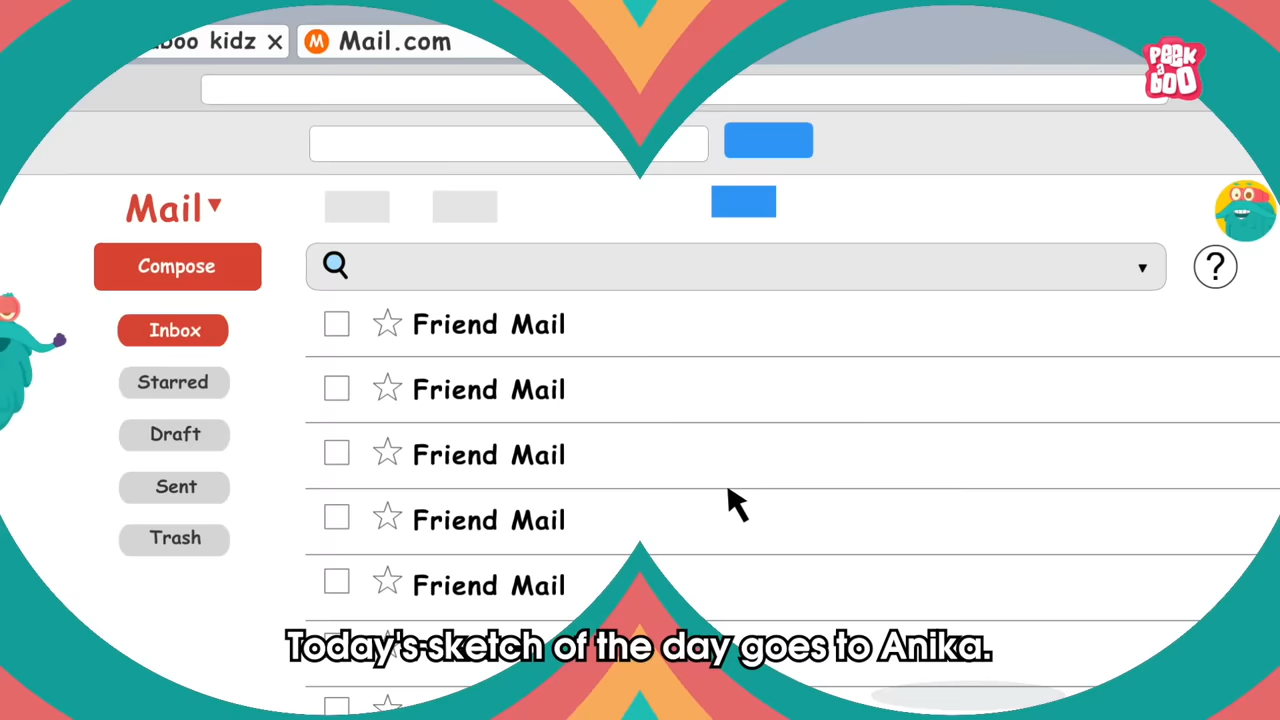 aboo kidz X
M Mail.com
PEEK
a
BOO
Mail
Compose
?
Inbox
Friend Mail
Starred
Friend Mail
Draft
Friend Mail
Sent
Friend Mail
Trash
Friend Mail
Today's sketch of the day goes to Anika.